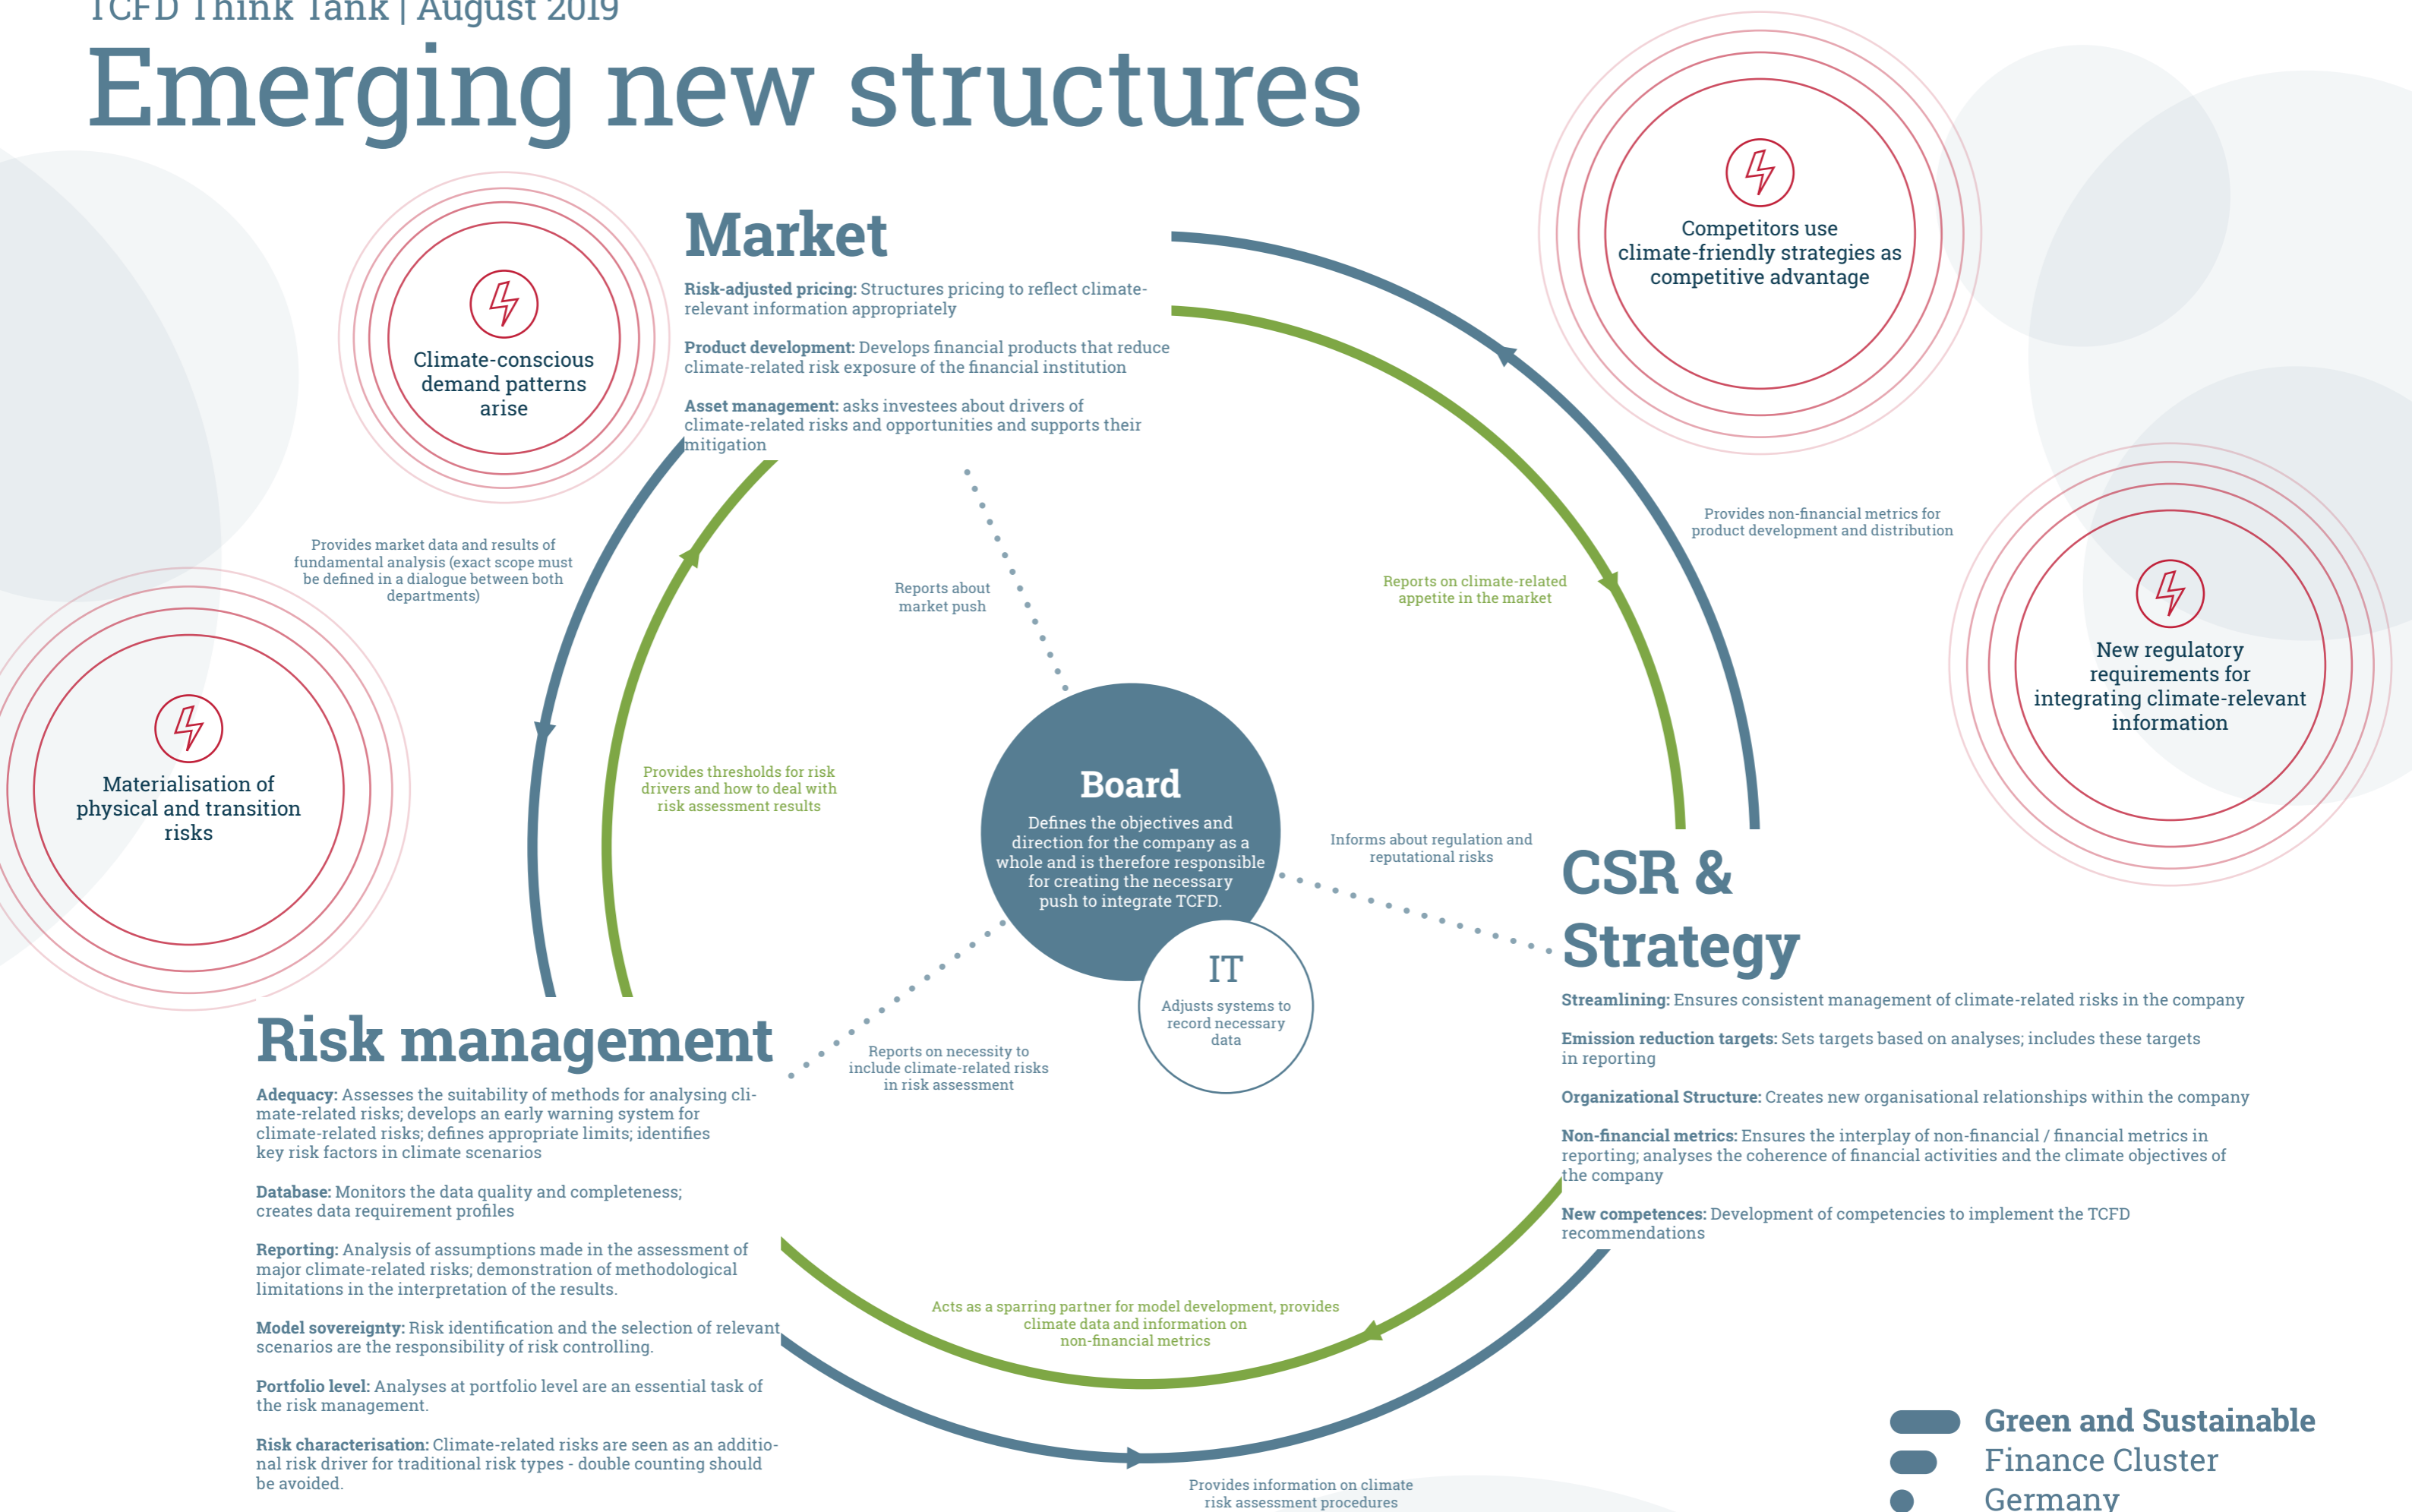 TCFD Think Tank | August 2019
Emerging new structures
Market
Risk-adjusted pricing: Structures pricing to reflect climate-
relevant information appropriately
Product development: Develops financial products that reduce
climate-related risk exposure of the financial institution
Asset management: asks investees about drivers of
climate-related risks and opportunities and supports their
mitigation
Climate-conscious
demand patterns
arise
Competitors use
climate-friendly strategies as
competitive advantage
Provides market data and results of
fundamental analysis (exact scope must
be defined in a dialogue between both
departments)
Reports about
market push
Reports on climate-related
appetite in the market
Provides non-financial metrics for
product development and distribution
New regulatory
requirements for
integrating climate-relevant
information
Materialisation of
physical and transition
risks
Provides thresholds for risk
drivers and how to deal with
risk assessment results
Board
Defines the objectives and
direction for the company as a
whole and is therefore responsible
for creating the necessary
push to integrate TCFD.
Informs about regulation and
reputational risks
IT
Adjusts systems to
record necessary
data
Reports on necessity to
include climate-related risks
in risk assessment
CSR &
Strategy
Streamlining: Ensures consistent management of climate-related risks in the company
Emission reduction targets: Sets targets based on analyses; includes these targets
in reporting
Organizational Structure: Creates new organisational relationships within the company
Non-financial metrics: Ensures the interplay of non-financial / financial metrics in
reporting; analyses the coherence of financial activities and the climate objectives of
the company
New competences: Development of competencies to implement the TCFD
recommendations
Risk management
Adequacy: Assesses the suitability of methods for analysing cli-
mate-related risks; develops an early warning system for
climate-related risks; defines appropriate limits; identifies
key risk factors in climate scenarios
Database: Monitors the data quality and completeness;
creates data requirement profiles
Reporting: Analysis of assumptions made in the assessment of
major climate-related risks; demonstration of methodological
limitations in the interpretation of the results.
Model sovereignty: Risk identification and the selection of relevant
scenarios are the responsibility of risk controlling.
Portfolio level: Analyses at portfolio level are an essential task of
the risk management.
Risk characterisation: Climate-related risks are seen as an additio-
nal risk driver for traditional risk types - double counting should
be avoided.
Acts as a sparring partner for model development, provides
climate data and information on
non-financial metrics
Provides information on climate
risk assessment procedures
Green and Sustainable
Finance Cluster
Germany